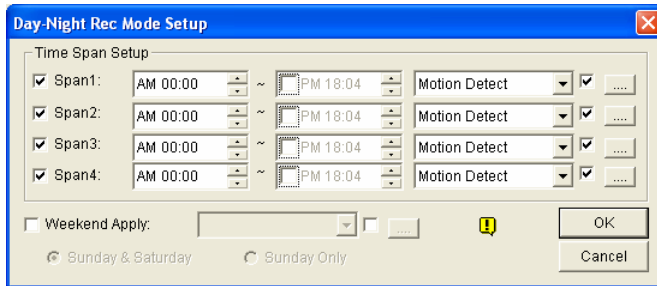 Day-Night Rec Mode Setup
Time Span Setup
Span1: AM 00:00 ~ PM 18:04 Motion Detect ....
Span2: AM 00:00 ~ PM 18:04 Motion Detect ....
Span3: AM 00:00 ~ PM 18:04 Motion Detect ....
Span4: AM 00:00 ~ PM 18:04 Motion Detect ....
Weekend Apply: .... ! OK
Sunday & Saturday Sunday Only Cancel